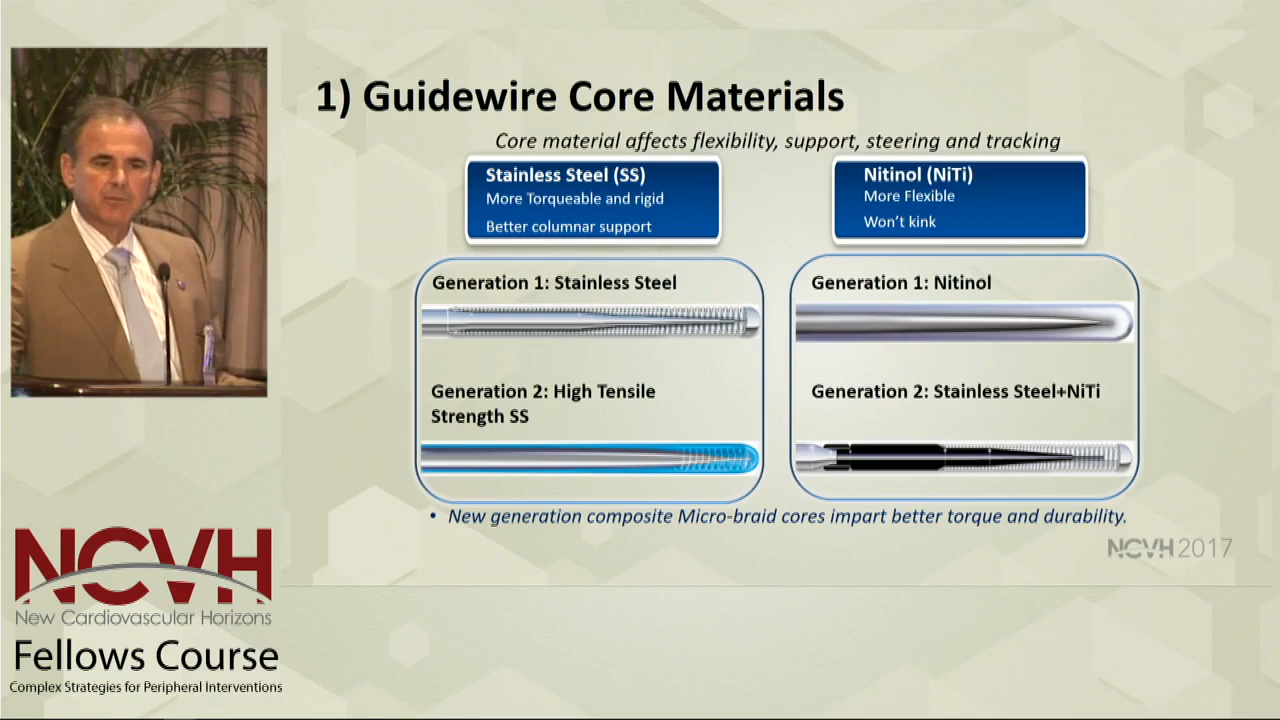 1) Guidewire Core Materials
Core material affects flexibility, support, steering and tracking
Stainless Steel (SS)
More Torqueable and rigid
Better columnar support
Nitinol (NiTi)
More Flexible
Won't kink
Generation 1: Stainless Steel
Generation 2: High Tensile
Strength SS
Generation 1: Nitinol
Generation 2: Stainless Steel+NiTi
• New generation composite Micro-braid cores impart better torque and durability.
NCVH 2017
NCVH
New Cardiovascular Horizons
Fellows Course
Complex Strategies for Peripheral Interventions